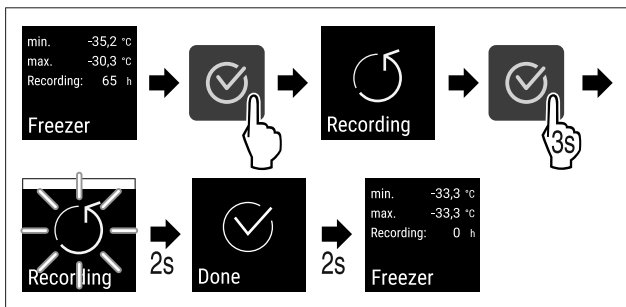 min. -35,2 °C
max. -30,3 °C
Recording: 65 h
Freezer
Recording
3s
Recording
2s
Done
2s
min. -33,3 °C
max. -33,3 °C
Recording: 0 h
Freezer